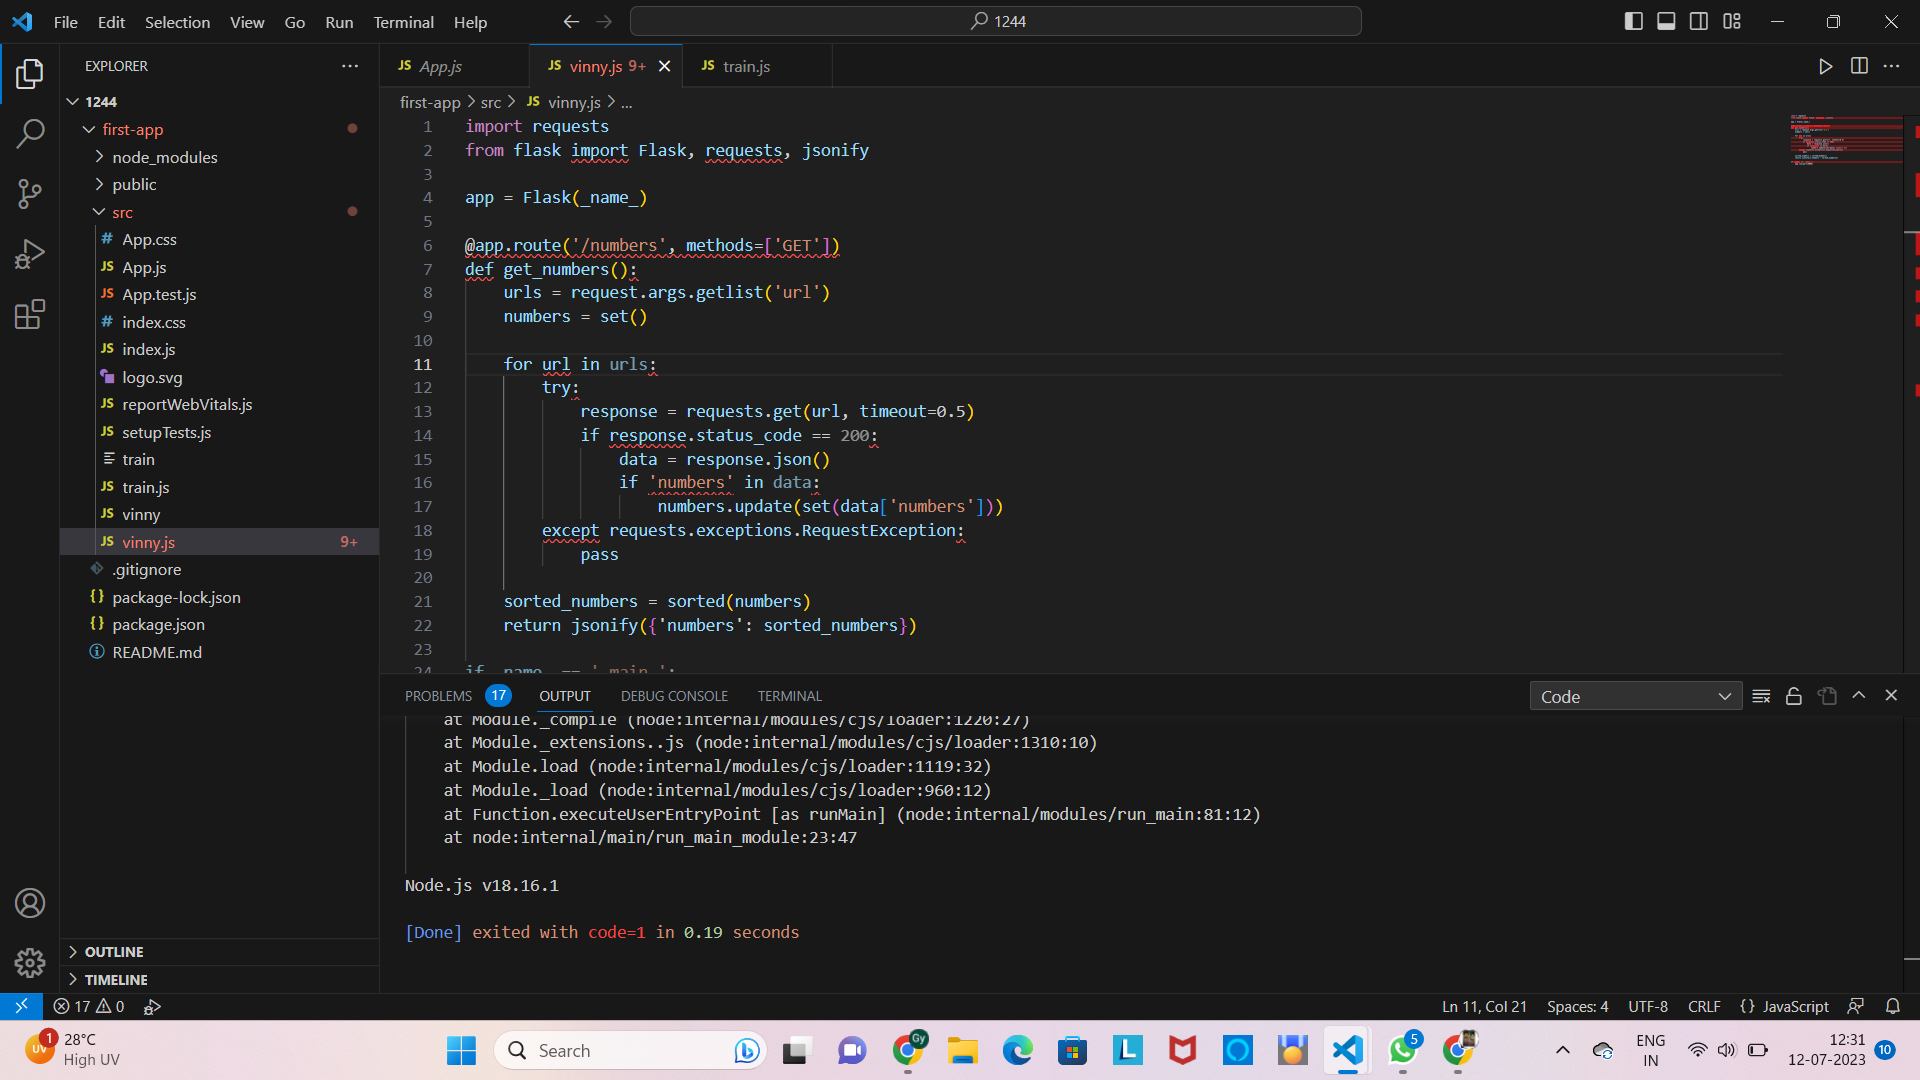 File Edit Selection View Go Run Terminal Help
1244
EXPLORER
1244
first-app
node_modules
public
src
App.css
App.js
App.test.js
index.css
index.js
logo.svg
reportWebVitals.js
setupTests.js
train
train.js
vinny
vinny.js 9+
.gitignore
package-lock.json
package.json
README.md
OUTLINE
TIMELINE
JS App.js
JS vinny.js 9+
JS train.js
first-app > src > JS vinny.js > ...
1 import requests
2 from flask import Flask, requests, jsonify
3
4 app = Flask(_name_)
5
6 @app.route('/numbers', methods=['GET'])
7 def get_numbers():
8 urls = request.args.getlist('url')
9 numbers = set()
10
11 for url in urls:
12 try:
13 response = requests.get(url, timeout=0.5)
14 if response.status_code == 200:
15 data = response.json()
16 if 'numbers' in data:
17 numbers.update(set(data['numbers']))
18 except requests.exceptions.RequestException:
19 pass
20
21 sorted_numbers = sorted(numbers)
22 return jsonify({'numbers': sorted_numbers})
23
24 if _name_ == '_main_':
PROBLEMS 17 OUTPUT DEBUG CONSOLE TERMINAL
Code
at Module._compile (node:internal/modules/cjs/loader:1220:27)
at Module._extensions..js (node:internal/modules/cjs/loader:1310:10)
at Module.load (node:internal/modules/cjs/loader:1119:32)
at Module._load (node:internal/modules/cjs/loader:960:12)
at Function.executeUserEntryPoint [as runMain] (node:internal/modules/run_main:81:12)
at node:internal/main/run_main_module:23:47
Node.js v18.16.1
[Done] exited with code=1 in 0.19 seconds
17 0
Ln 11, Col 21 Spaces: 4 UTF-8 CRLF {} JavaScript
1
UV
28°C
High UV
Search
Gy
L
5
ENG
IN
12:31
12-07-2023
10